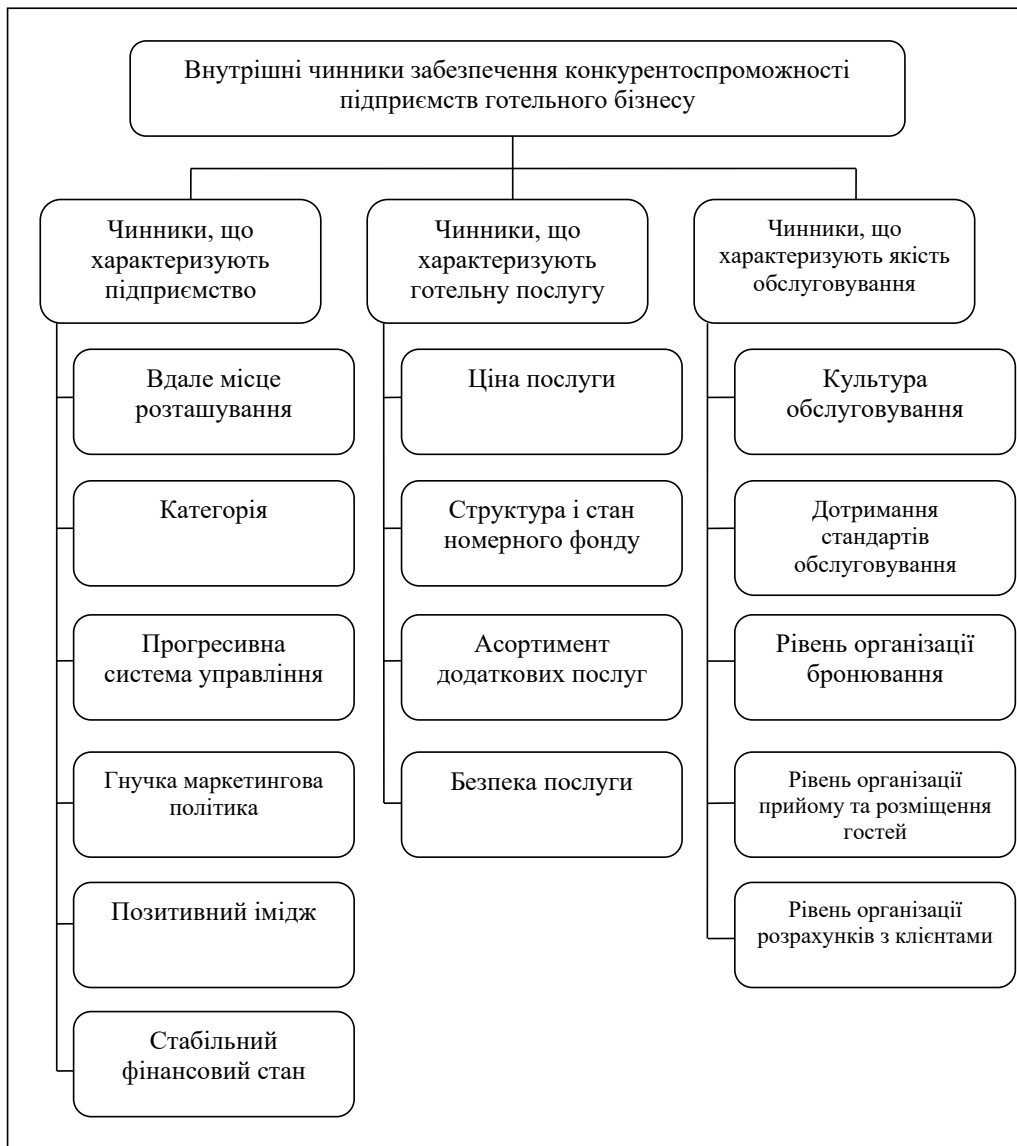 Внутрішні чинники забезпечення конкурентоспроможності
підприємств готельного бізнесу
Чинники, що
характеризують
підприємство
Вдале місце
розташування
Категорія
Прогресивна
система управління
Гнучка маркетингова
політика
Позитивний імідж
Стабільний
фінансовий стан
Чинники, що
характеризують
готельну послугу
Ціна послуги
Структура і стан
номерного фонду
Асортимент
додаткових послуг
Безпека послуги
Чинники, що
характеризують якість
обслуговування
Культура
обслуговування
Дотримання
стандартів
обслуговування
Рівень організації
бронювання
Рівень організації
прийому та розміщення
гостей
Рівень організації
розрахунків з клієнтами